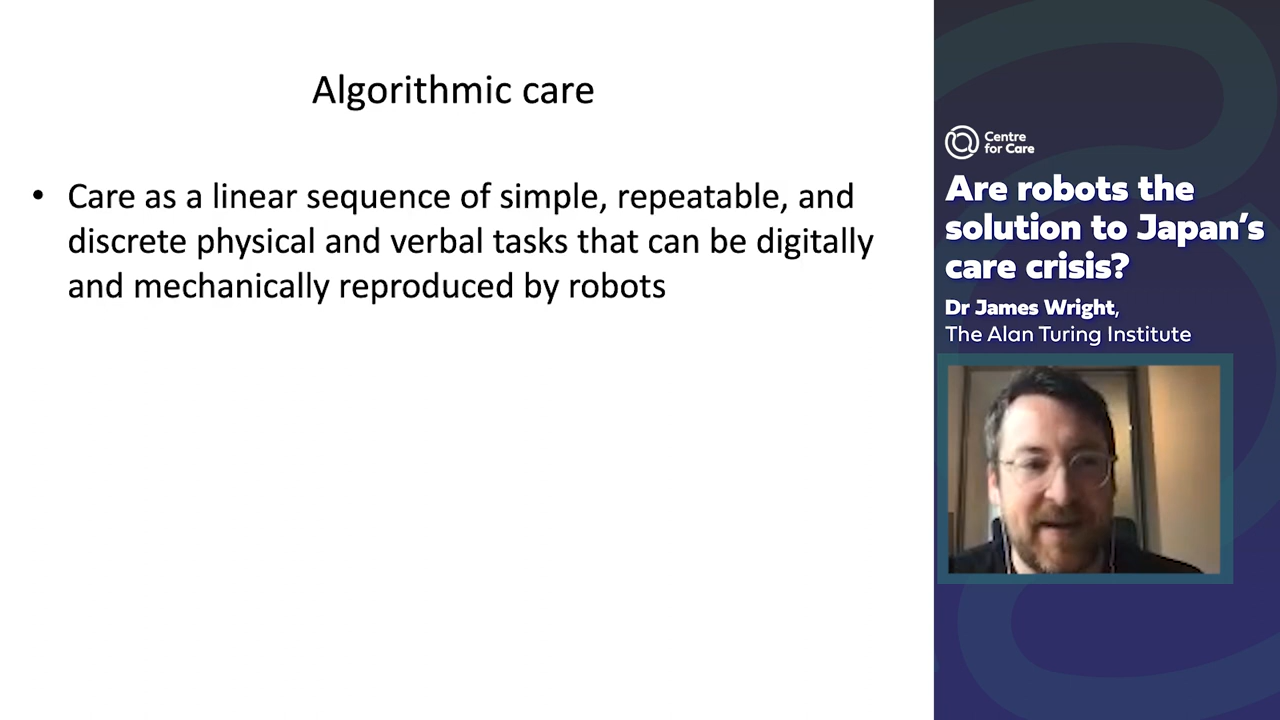 Algorithmic care
• Care as a linear sequence of simple, repeatable, and
discrete physical and verbal tasks that can be digitally
and mechanically reproduced by robots
Centre
for Care
Are robots the
solution to Japan's
care crisis?
Dr James Wright,
The Alan Turing Institute